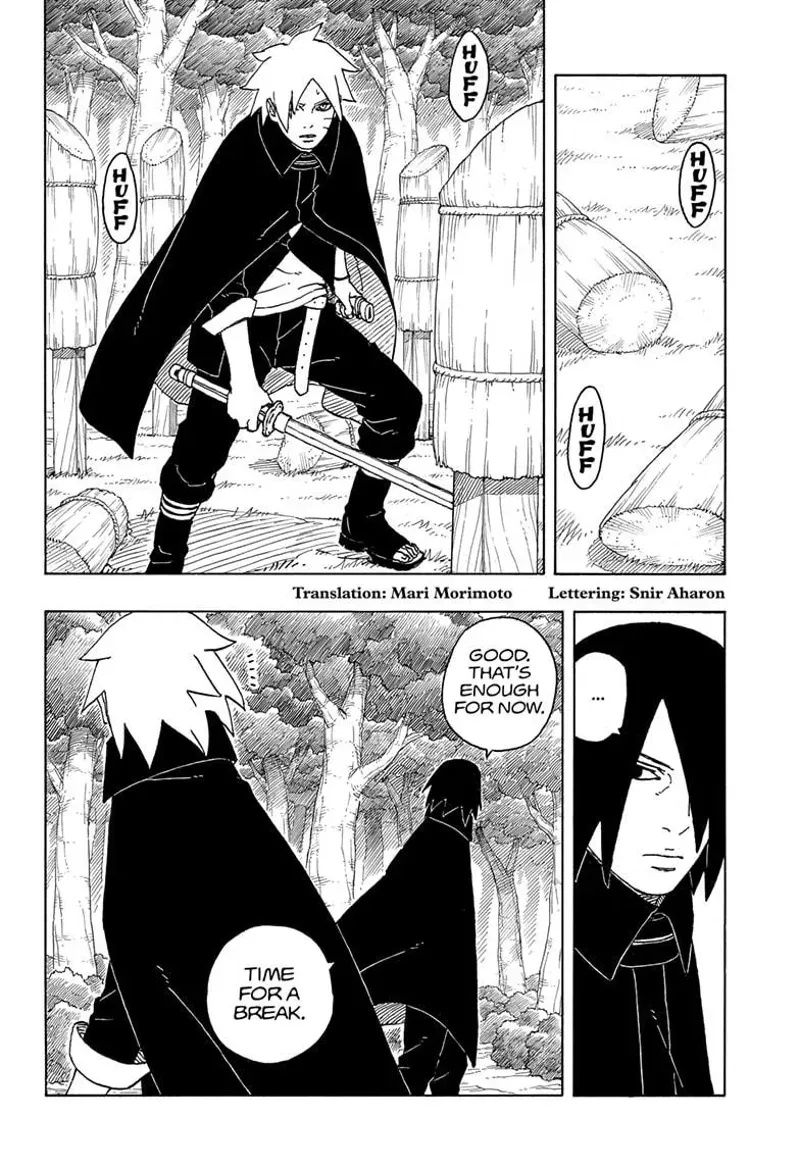 HUFF
HUFF
HUFF
HUFF
Translation: Mari Morimoto
Lettering: Snir Aharon
...
GOOD.
THAT'S
ENOUGH
FOR NOW.
TIME
FOR A
BREAK.